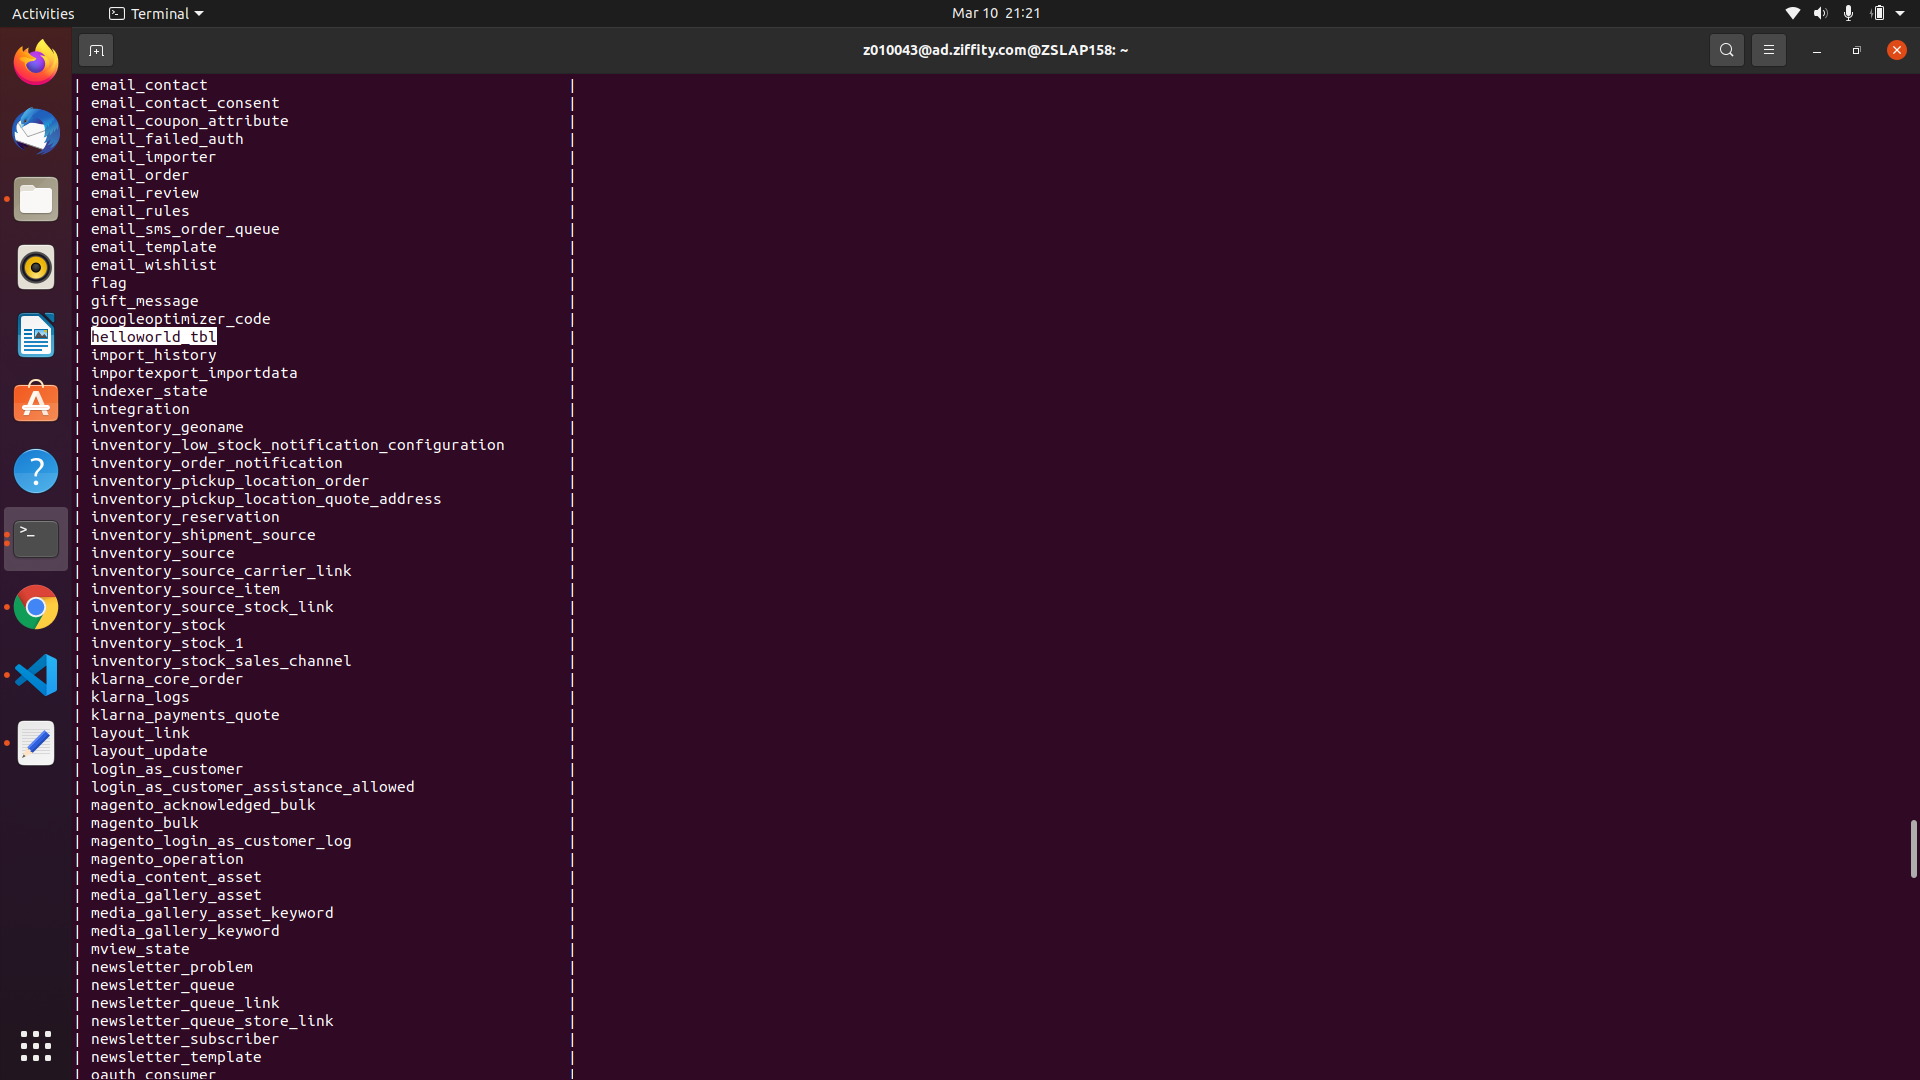 Activities
Terminal
Mar 10 21:21
z010043@ad.ziffity.com@ZSLAP158: ~
| email_contact |
| email_contact_consent |
| email_coupon_attribute |
| email_failed_auth |
| email_importer |
| email_order |
| email_review |
| email_rules |
| email_sms_order_queue |
| email_template |
| email_wishlist |
| flag |
| gift_message |
| googleoptimizer_code |
| helloworld_tbl |
| import_history |
| importexport_importdata |
| indexer_state |
| integration |
| inventory_geoname |
| inventory_low_stock_notification_configuration |
| inventory_order_notification |
| inventory_pickup_location_order |
| inventory_pickup_location_quote_address |
| inventory_reservation |
| inventory_shipment_source |
| inventory_source |
| inventory_source_carrier_link |
| inventory_source_item |
| inventory_source_stock_link |
| inventory_stock |
| inventory_stock_1 |
| inventory_stock_sales_channel |
| klarna_core_order |
| klarna_logs |
| klarna_payments_quote |
| layout_link |
| layout_update |
| login_as_customer |
| login_as_customer_assistance_allowed |
| magento_acknowledged_bulk |
| magento_bulk |
| magento_login_as_customer_log |
| magento_operation |
| media_content_asset |
| media_gallery_asset |
| media_gallery_asset_keyword |
| media_gallery_keyword |
| mview_state |
| newsletter_problem |
| newsletter_queue |
| newsletter_queue_link |
| newsletter_queue_store_link |
| newsletter_subscriber |
| newsletter_template |
| oauth_consumer |